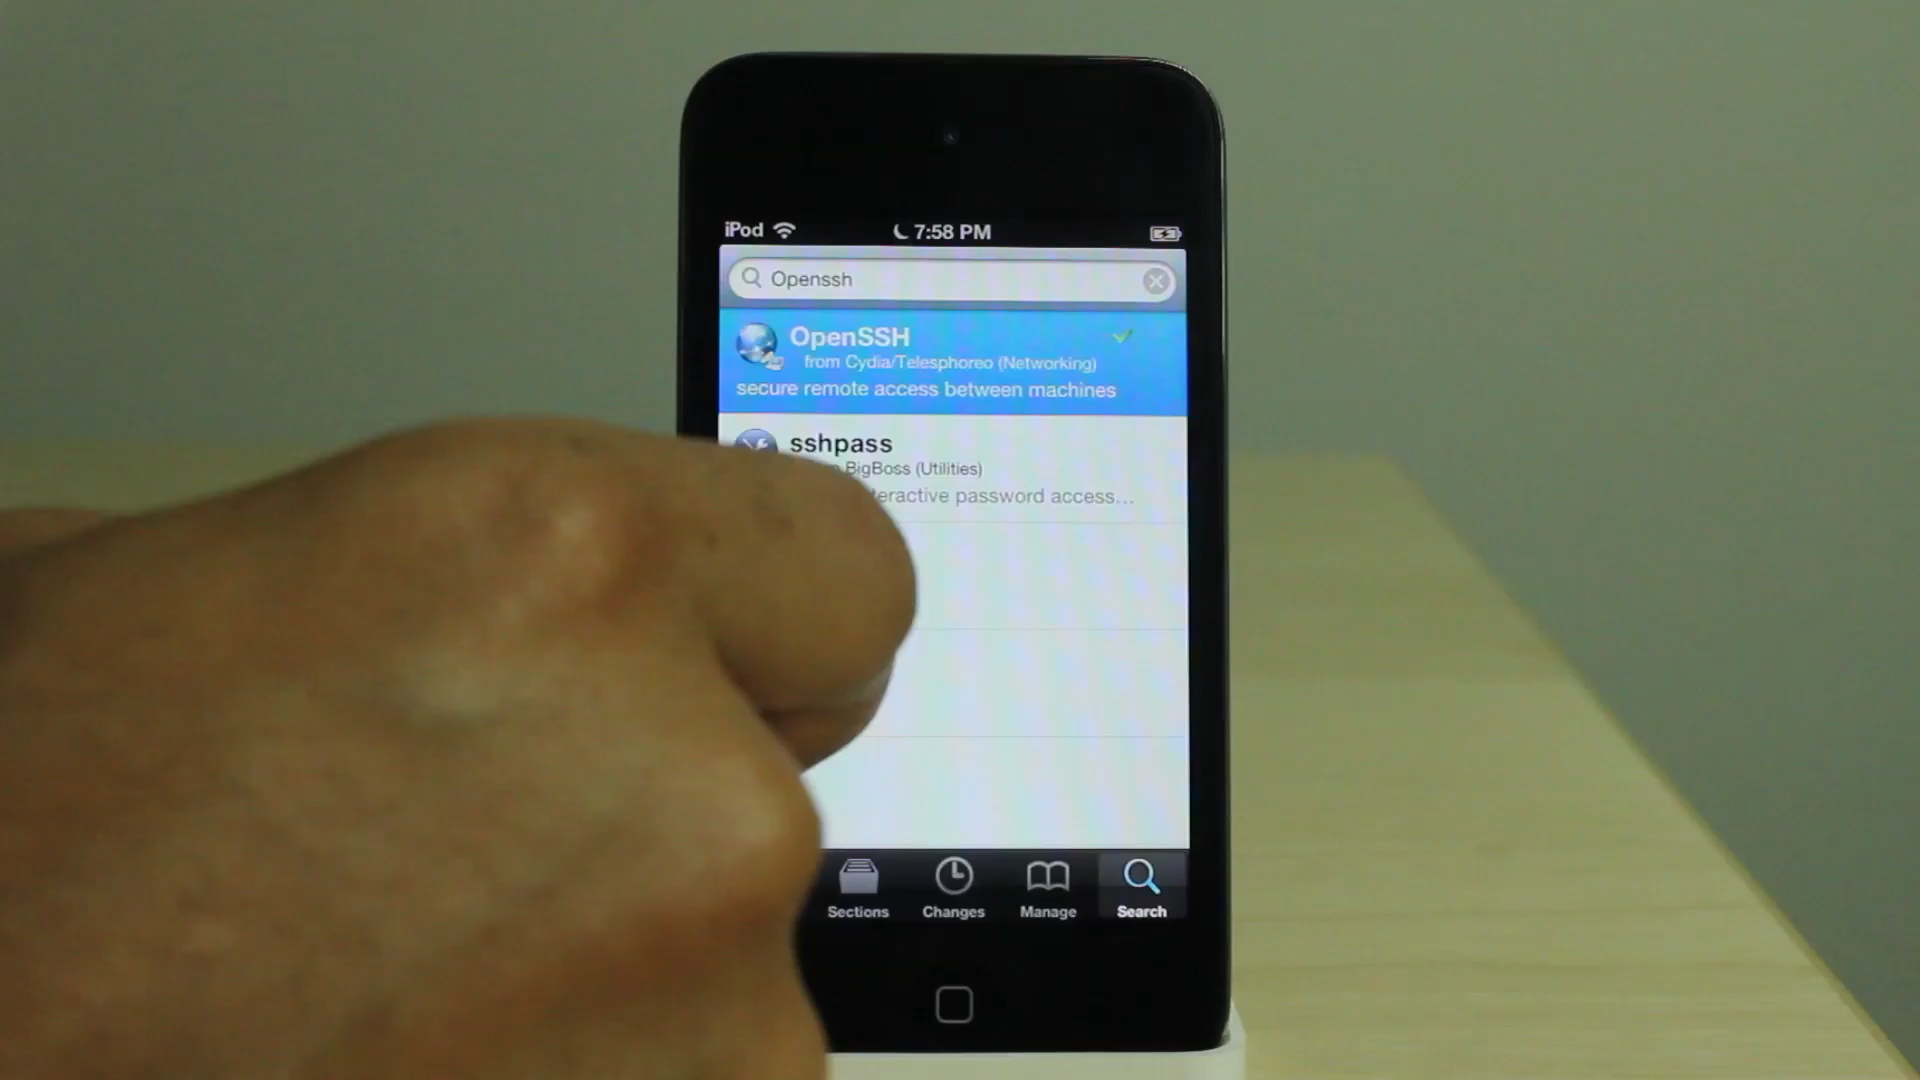 iPod 7:58 PM
Openssh
OpenSSH
from Cydia/Telesphoreo (Networking)
secure remote access between machines
sshpass
BigBoss (Utilities)
password access...
Sections Changes Manage Search